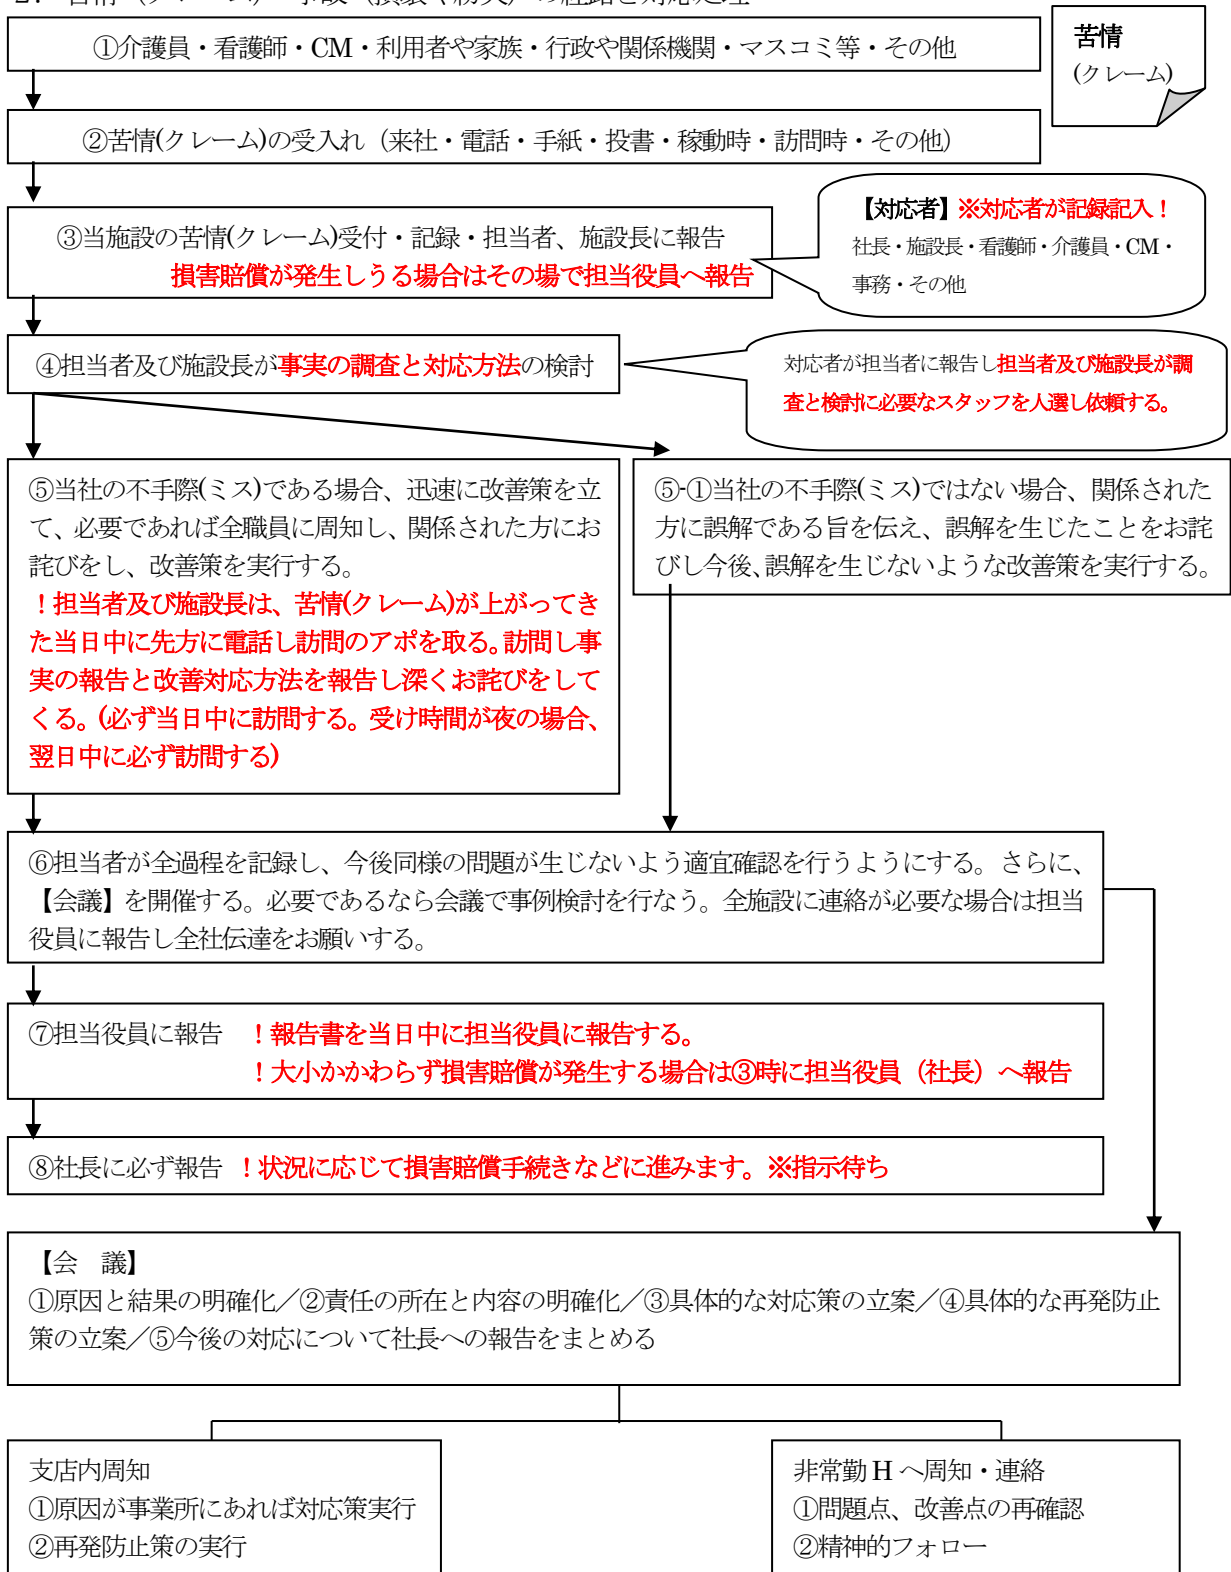 2. 苦情（クレーム）・事故（損壊や紛失）の経路と対応処理
①介護員・看護師・CM・利用者や家族・行政や関係機関・マスコミ等・その他
苦情
(クレーム)
②苦情(クレーム)の受入れ（来社・電話・手紙・投書・稼動時・訪問時・その他）
③当施設の苦情(クレーム)受付・記録・担当者、施設長に報告
損害賠償が発生しうる場合はその場で担当役員へ報告
【対応者】※対応者が記録記入！
社長・施設長・看護師・介護員・CM・
事務・その他
④担当者及び施設長が事実の調査と対応方法の検討
対応者が担当者に報告し担当者及び施設長が調
査と検討に必要なスタッフを人選し依頼する。
⑤当社の不手際(ミス)である場合、迅速に改善策を立
て、必要であれば全職員に周知し、関係された方にお
詫びをし、改善策を実行する。
！担当者及び施設長は、苦情(クレーム)が上がってき
た当日中に先方に電話し訪問のアポを取る。訪問し事
実の報告と改善対応方法を報告し深くお詫びをして
くる。(必ず当日中に訪問する。受け時間が夜の場合、
翌日中に必ず訪問する)
⑤-①当社の不手際(ミス)ではない場合、関係された
方に誤解である旨を伝え、誤解を生じたことをお詫
びし今後、誤解を生じないような改善策を実行する。
⑥担当者が全過程を記録し、今後同様の問題が生じないよう適宜確認を行うようにする。さらに、
【会議】を開催する。必要であるなら会議で事例検討を行なう。全施設に連絡が必要な場合は担当
役員に報告し全社伝達をお願いする。
⑦担当役員に報告　！報告書を当日中に担当役員に報告する。
！大小かかわらず損害賠償が発生する場合は③時に担当役員（社長）へ報告
⑧社長に必ず報告　！状況に応じて損害賠償手続きなどに進みます。※指示待ち
【会　議】
①原因と結果の明確化／②責任の所在と内容の明確化／③具体的な対応策の立案／④具体的な再発防止
策の立案／⑤今後の対応について社長への報告をまとめる
支店内周知
①原因が事業所にあれば対応策実行
②再発防止策の実行
非常勤 H へ周知・連絡
①問題点、改善点の再確認
②精神的フォロー